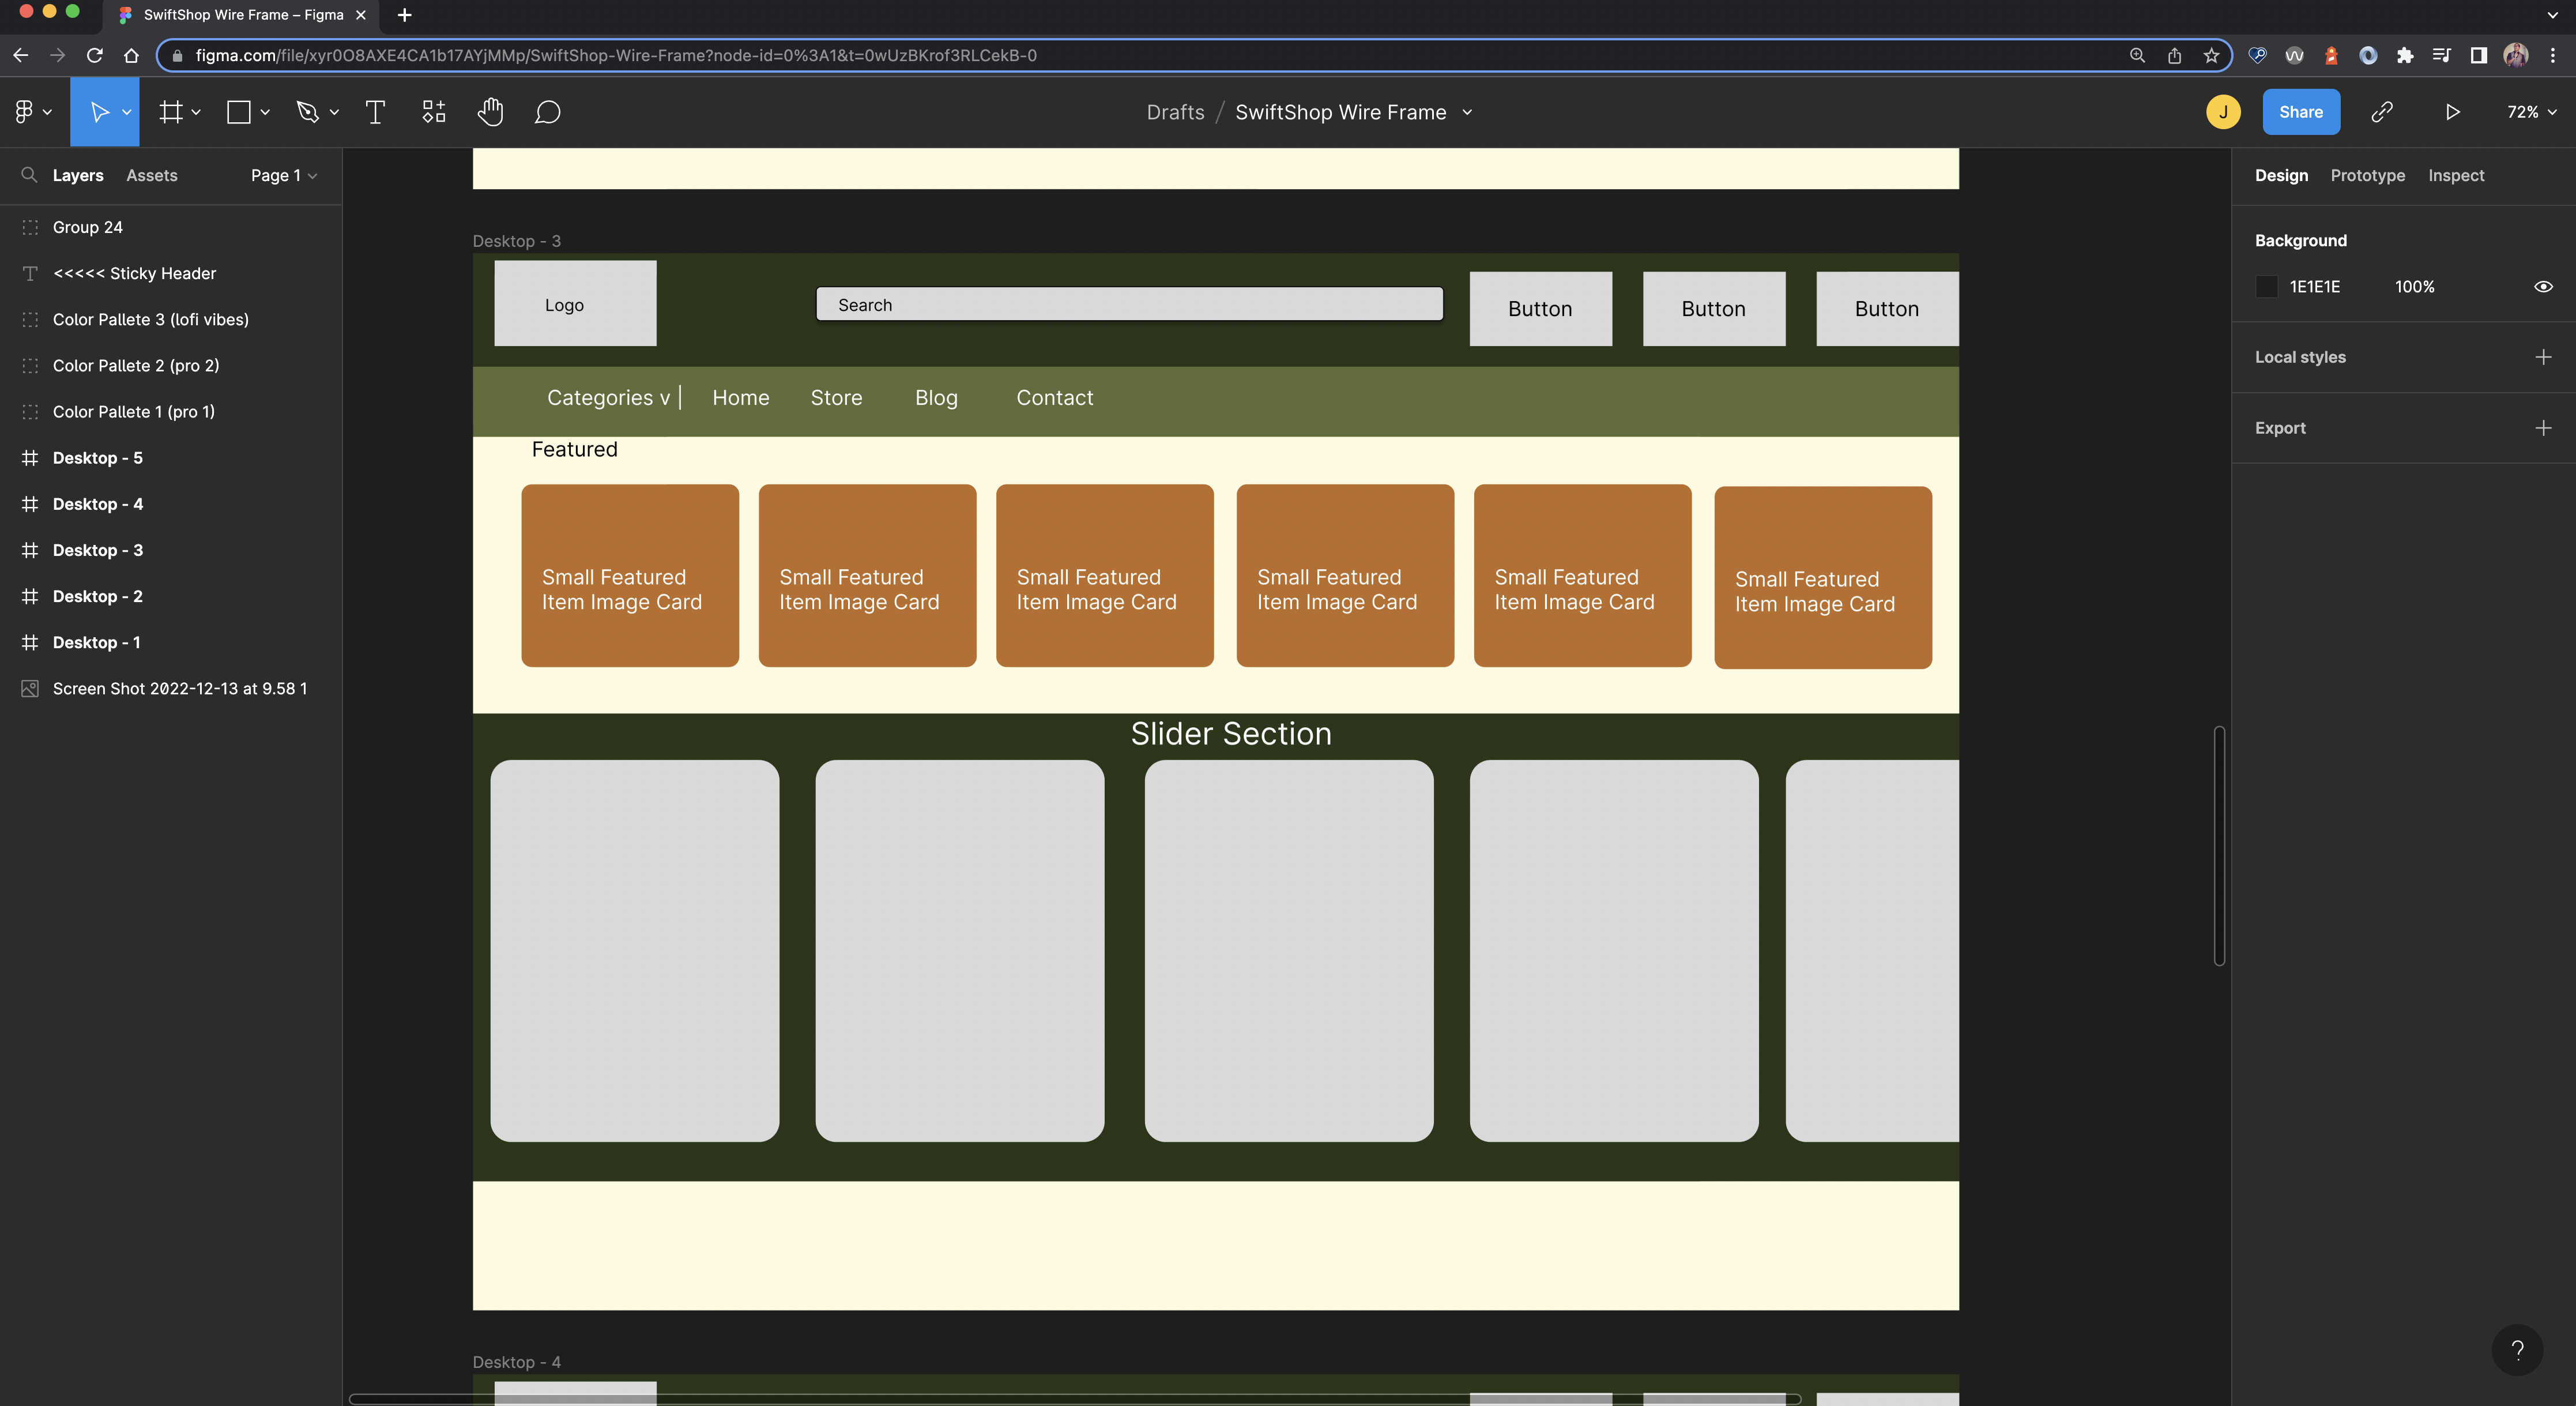 SwiftShop Wire Frame – Figma
figma.com/file/xyr0O8AXE4CA1b17AYjMMp/SwiftShop-Wire-Frame?node-id=0%3A1&t=0wUzBKrof3RLCekB-0
Drafts / SwiftShop Wire Frame
J
Share
72%
Layers
Assets
Page 1
Group 24
<<<<< Sticky Header
Color Pallete 3 (lofi vibes)
Color Pallete 2 (pro 2)
Color Pallete 1 (pro 1)
Desktop - 5
Desktop - 4
Desktop - 3
Desktop - 2
Desktop - 1
Screen Shot 2022-12-13 at 9.58 1
Desktop - 3
Logo
Search
Button
Button
Button
Categories v | Home Store Blog Contact
Featured
Small Featured
Item Image Card
Small Featured
Item Image Card
Small Featured
Item Image Card
Small Featured
Item Image Card
Small Featured
Item Image Card
Small Featured
Item Image Card
Slider Section
Desktop - 4
Design
Prototype
Inspect
Background
1E1E1E 100%
Local styles
Export
?